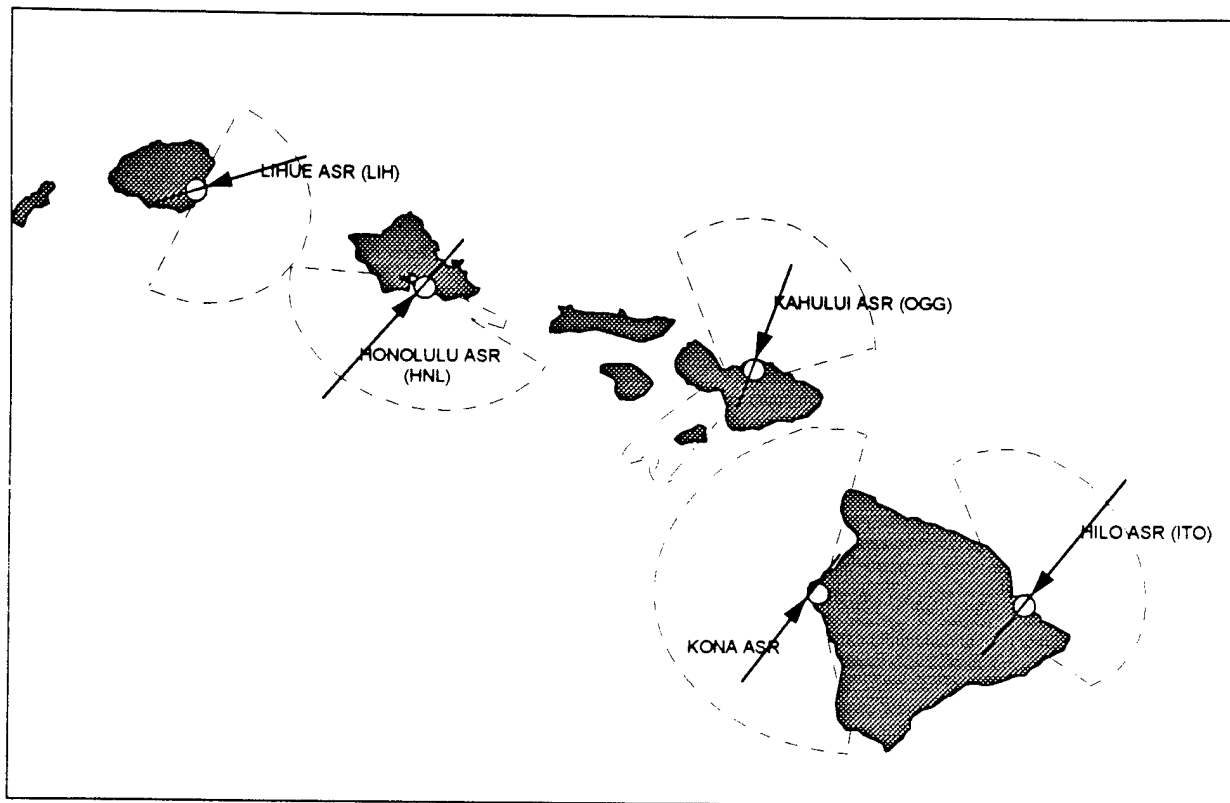 LIHUE ASR (LIH)
KAHULUI ASR (OGG)
HONOLULU ASR
(HNL)
HILO ASR (ITO)
KONA ASR